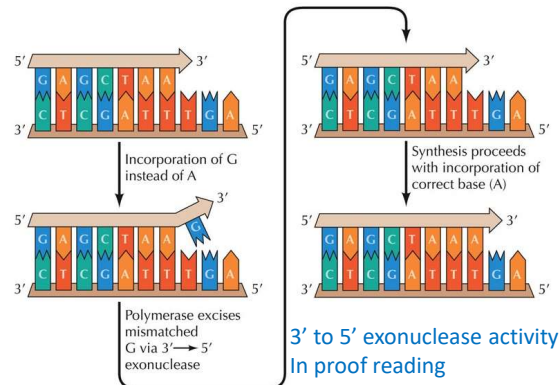 5′ G A G C T A A 3′
3′ C T C G A T T T G A 5′
Incorporation of G
instead of A
3′
5′ G A G C T A A G
3′ C T C G A T T T G A 5′
Polymerase excises
mismatched
G via 3′ → 5′
exonuclease
5′ G A G C T A A 3′
3′ C T C G A T T T G A 5′
Synthesis proceeds
with incorporation of
correct base (A)
5′ G A G C T A A A 3′
3′ C T C G A T T T G A 5′
3′ to 5′ exonuclease activity
In proof reading